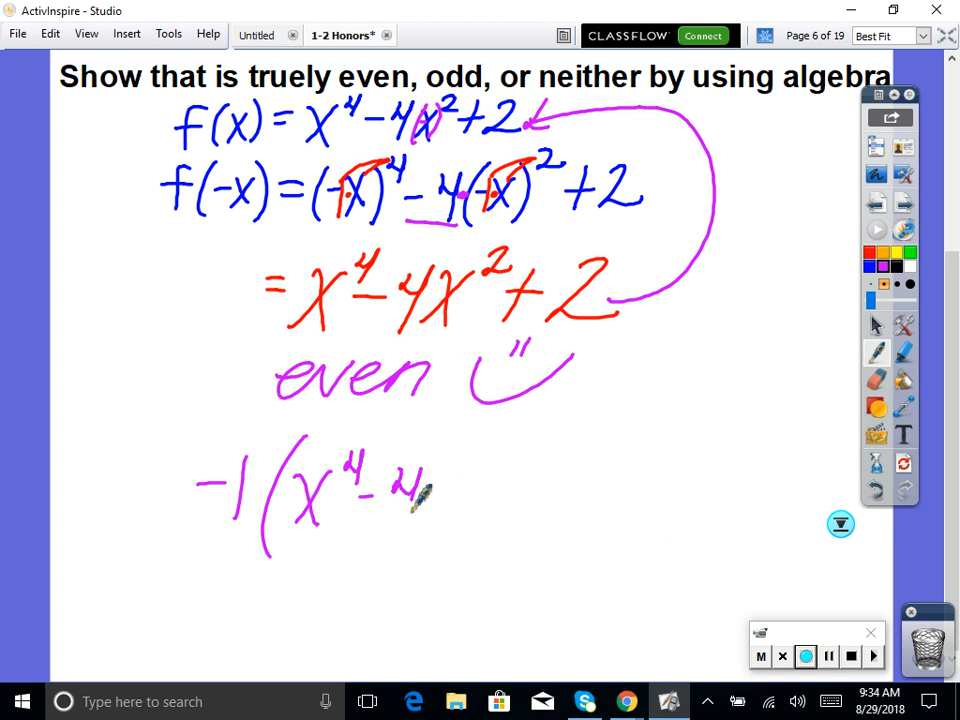 ActivInspire - Studio
File Edit View Insert Tools Help Untitled 1-2 Honors* CLASSFLOW Connect Page 6 of 19 Best Fit
Show that is truely even, odd, or neither by using algebra
f(x) = x⁴ - 4x² + 2
f(-x) = (-x)⁴ - 4(-x)² + 2
= x⁴ - 4x² + 2
even
-1(x⁴ - 4
M
Type here to search
9:34 AM
8/29/2018